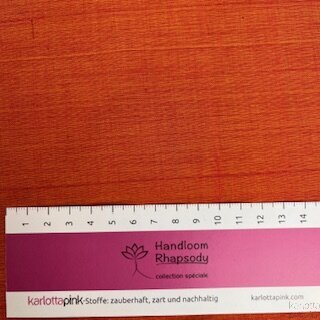 1 2 3 4 5 6 7 8 9 10 11 12 13 14
Handloom
Rhapsody
collection spéciale
karlottapink-Stoffe: zauberhaft, zart und nachhaltig
karlottapink.com